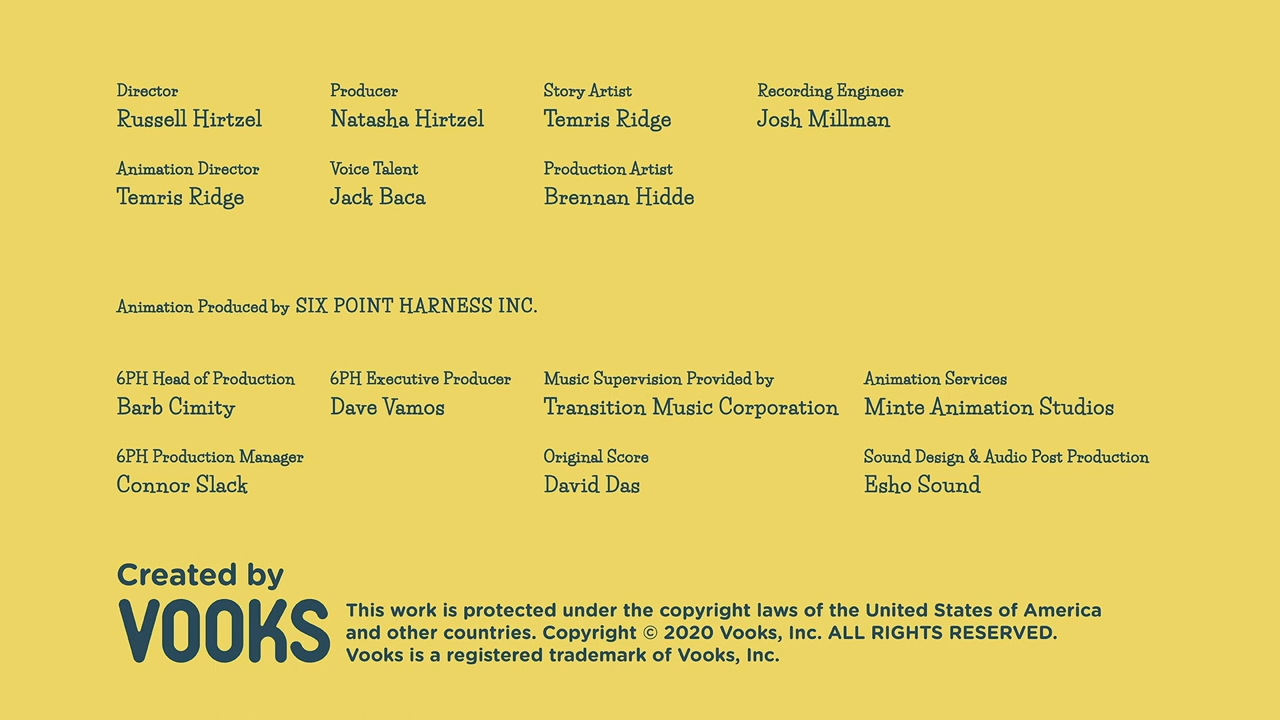 Director
Russell Hirtzel
Producer
Natasha Hirtzel
Story Artist
Temris Ridge
Recording Engineer
Josh Millman
Animation Director
Temris Ridge
Voice Talent
Jack Baca
Production Artist
Brennan Hidde
Animation Produced by SIX POINT HARNESS INC.
6PH Head of Production
Barb Cimity
6PH Executive Producer
Dave Vamos
Music Supervision Provided by
Transition Music Corporation
Animation Services
Minte Animation Studios
6PH Production Manager
Connor Slack
Original Score
David Das
Sound Design & Audio Post Production
Esho Sound
Created by
VOOKS
This work is protected under the copyright laws of the United States of America
and other countries. Copyright © 2020 Vooks, Inc. ALL RIGHTS RESERVED.
Vooks is a registered trademark of Vooks, Inc.